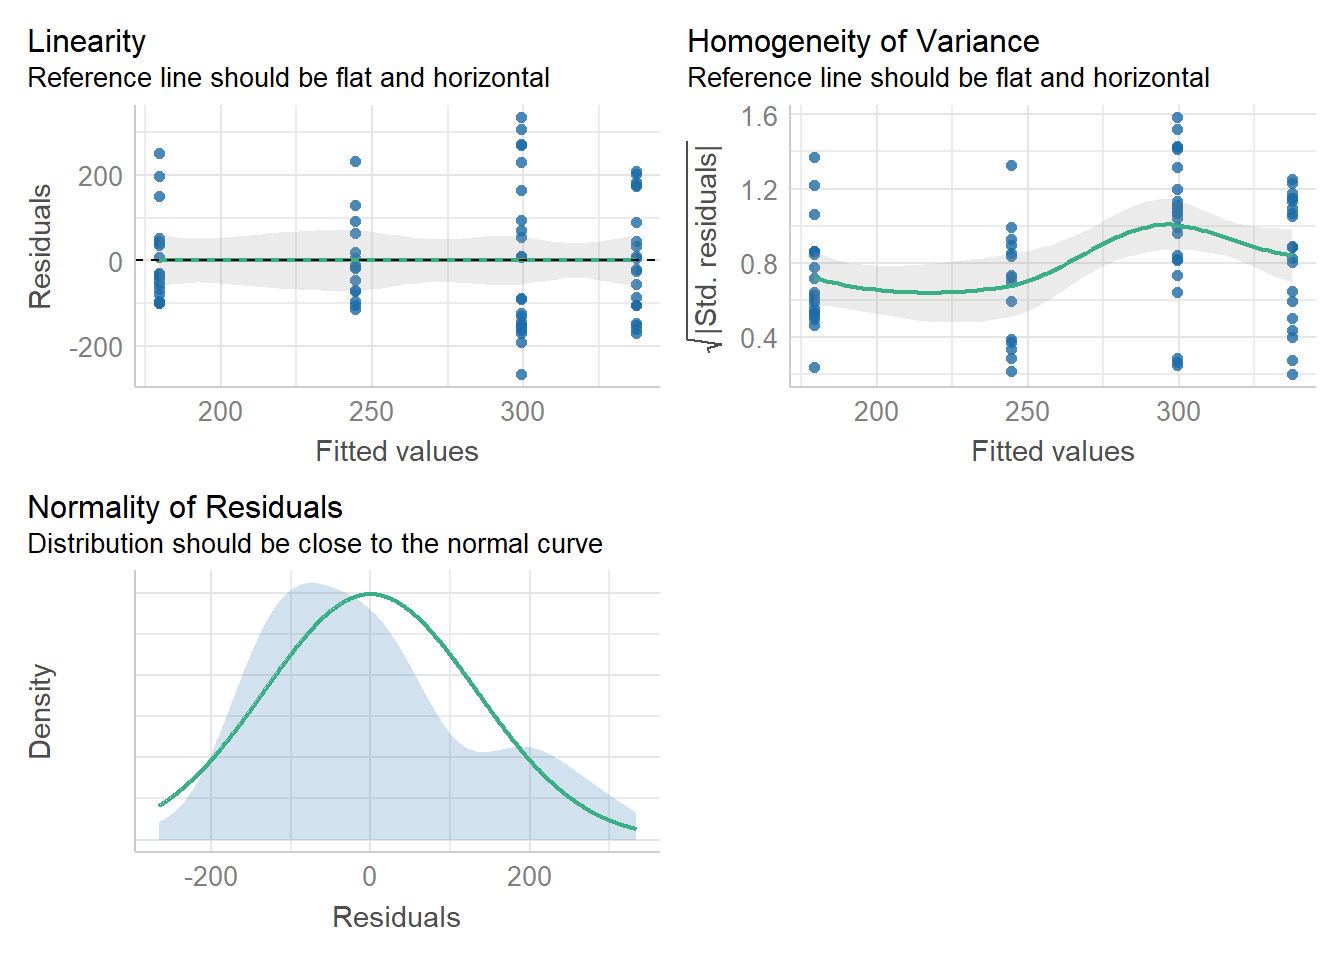 Linearity
Reference line should be flat and horizontal
Residuals
200
0
-200
200
250
300
Fitted values
Homogeneity of Variance
Reference line should be flat and horizontal
√|Std. residuals|
1.6
1.2
0.8
0.4
200
250
300
Fitted values
Normality of Residuals
Distribution should be close to the normal curve
Density
-200
0
200
Residuals